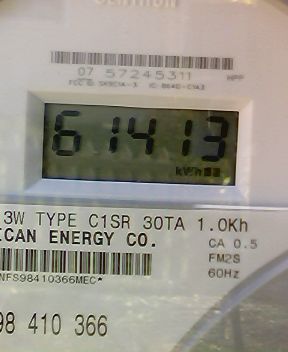 CENTRON
07 57245311
61413
kWh
3W TYPE C1SR 30TA 1.0Kh
ICAN ENERGY CO.
CA 0.5
FM2S
60Hz
NFS98410366MEC*
98 410 366